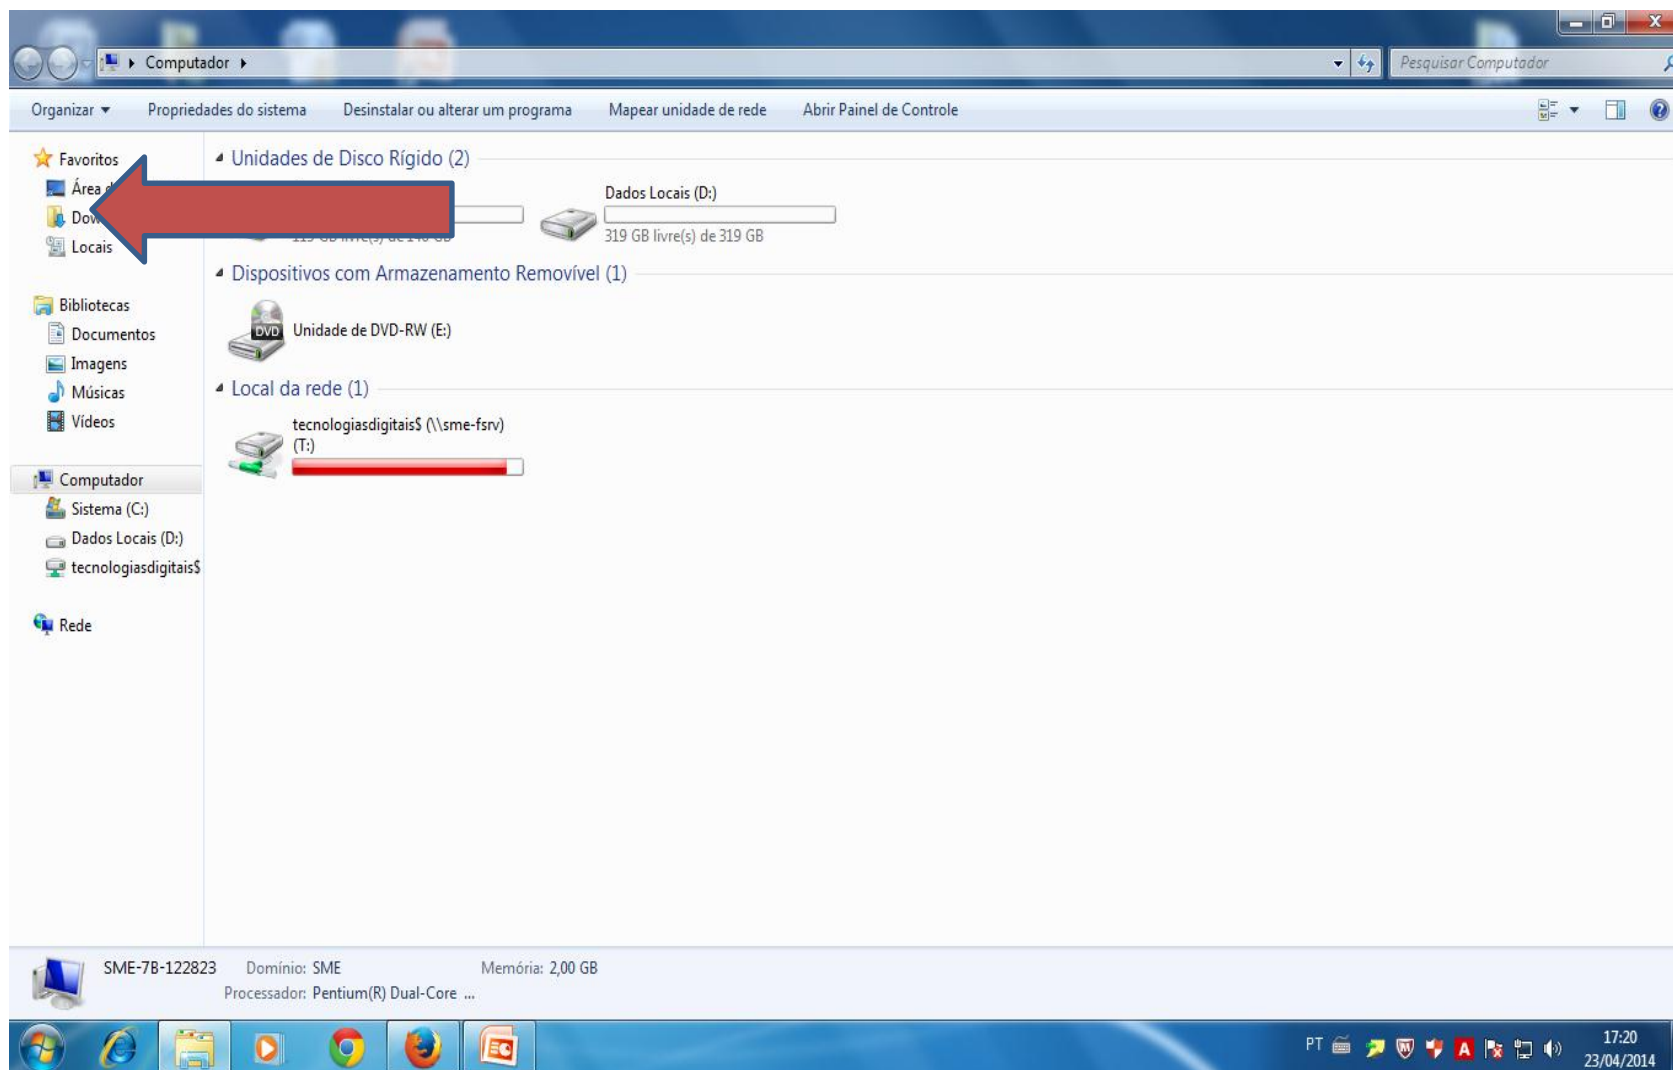 Computador
Pesquisar Computador
Organizar Propriedades do sistema Desinstalar ou alterar um programa Mapear unidade de rede Abrir Painel de Controle
Favoritos
Área
Locais
Bibliotecas
Documentos
Imagens
Músicas
Vídeos
Computador
Sistema (C:)
Dados Locais (D:)
tecnologiasdigitais$
Rede
Unidades de Disco Rígido (2)
Dados Locais (D:)
319 GB livre(s) de 319 GB
Dispositivos com Armazenamento Removível (1)
DVD
Unidade de DVD-RW (E:)
Local da rede (1)
tecnologiasdigitais$ (\\sme-fsrv)
(T:)
SME-7B-122823 Domínio: SME Memória: 2,00 GB
Processador: Pentium(R) Dual-Core ...
PT
17:20
23/04/2014